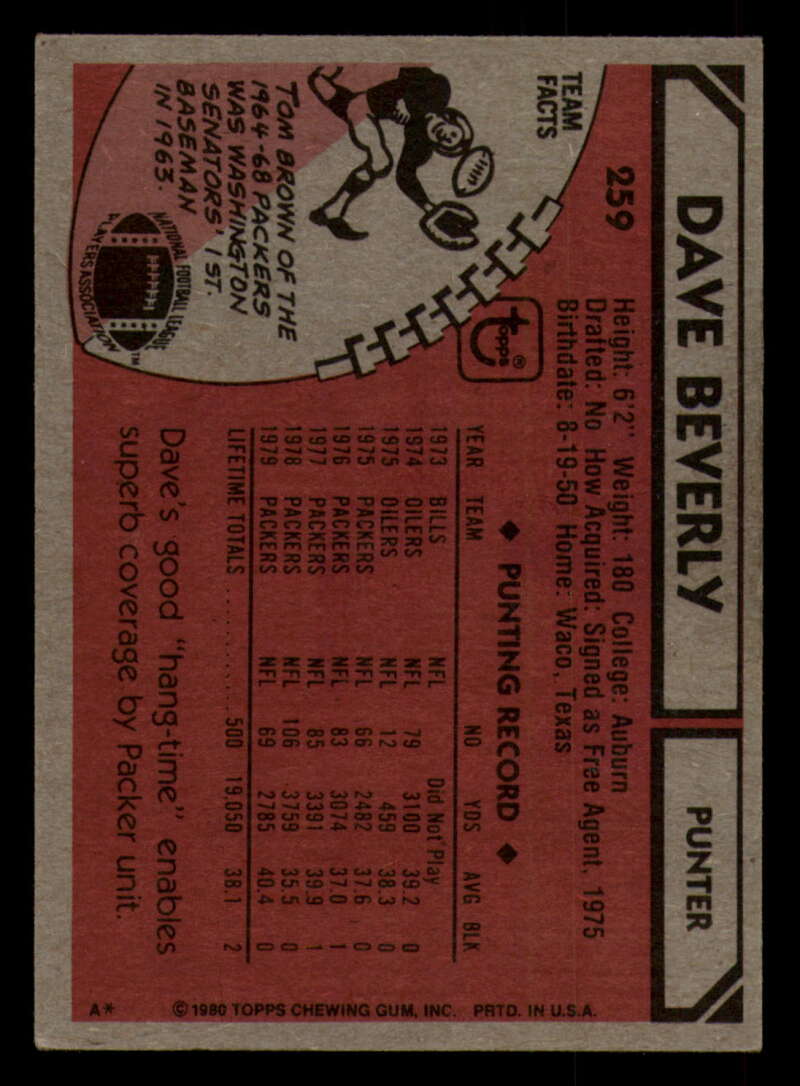 DAVE BEVERLY
PUNTER
259
Height: 6'2" Weight: 180 College: Auburn
Drafted: No How Acquired: Signed as Free Agent, 1975
Birthdate: 8-19-50 Home: Waco, Texas
TEAM
FACTS
TOM BROWN OF THE
1964-68 PACKERS
WAS WASHINGTON
SENATORS' 1ST.
BASEMAN
IN 1963.
NATIONAL FOOTBALL LEAGUE
PLAYERS ASSOCIATION
TM
topps®
◆ PUNTING RECORD ◆
YEAR TEAM NO YDS AVG BLK
1973 BILLS NFL Did Not Play
1974 OILERS NFL 79 3100 39.2 0
1975 OILERS NFL 12 459 38.3 0
1975 PACKERS NFL 66 2482 37.6 0
1976 PACKERS NFL 83 3074 37.0 1
1977 PACKERS NFL 85 3391 39.9 1
1978 PACKERS NFL 106 3759 35.5 0
1979 PACKERS NFL 69 2785 40.4 0
LIFETIME TOTALS .......... 500 19,050 38.1 2
Dave's good "hang-time" enables
superb coverage by Packer unit.
A* © 1980 TOPPS CHEWING GUM, INC. PRTD. IN U.S.A.